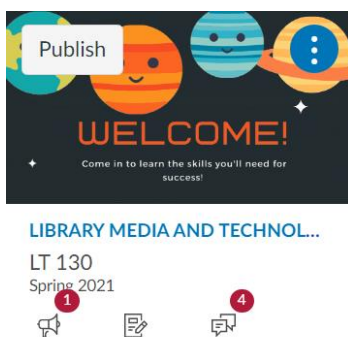 Publish
WELCOME!
Come in to learn the skills you'll need for
success!
LIBRARY MEDIA AND TECHNOL...
LT 130
Spring 2021
1
4